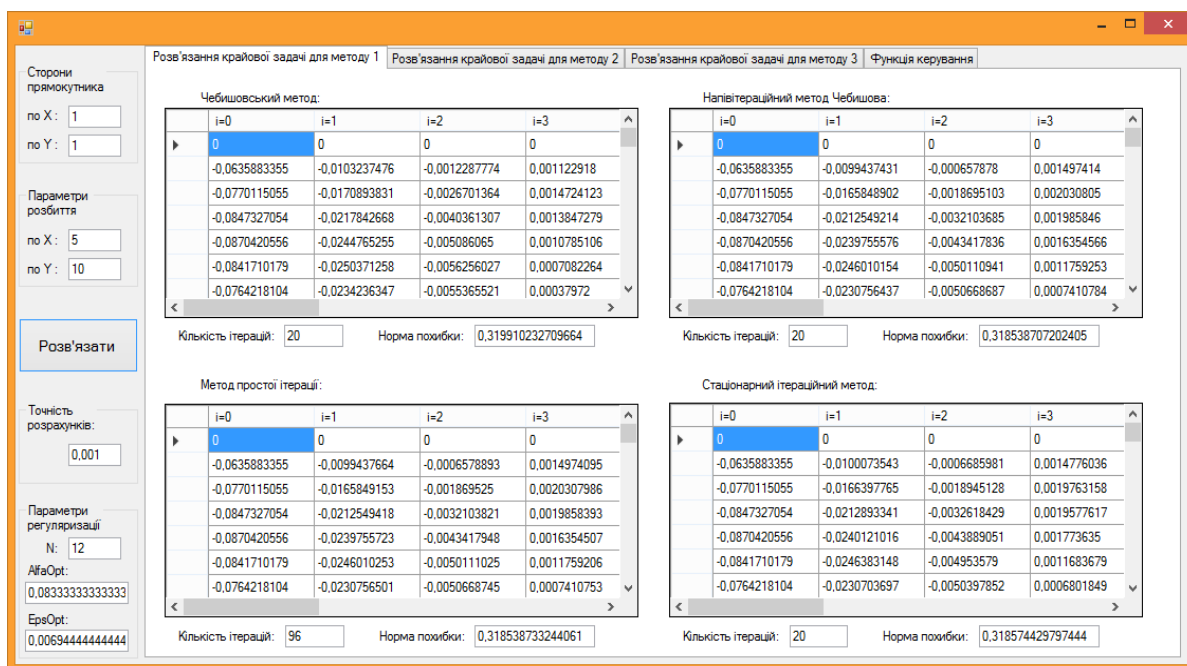 Розв'язання крайової задачі для методу 1 Розв'язання крайової задачі для методу 2 Розв'язання крайової задачі для методу 3 Функція керування
Сторони
прямокутника
по X : 1
по Y : 1
Параметри
розбиття
по X : 5
по Y : 10
Розв'язати
Точність
розрахунків:
0,001
Параметри
регуляризації
N: 12
AlfaOpt:
0,08333333333333
EpsOpt:
0,00694444444444
Чебишовський метод:
i=0 i=1 i=2 i=3
0 0 0 0
-0,0635883355 -0,0103237476 -0,0012287774 0,001122918
-0,0770115055 -0,0170893831 -0,0026701364 0,0014724123
-0,0847327054 -0,0217842668 -0,0040361307 0,0013847279
-0,0870420556 -0,0244765255 -0,005086065 0,0010785106
-0,0841710179 -0,0250371258 -0,0056256027 0,0007082264
-0,0764218104 -0,0234236347 -0,0055365521 0,00037972
Кількість ітерацій: 20 Норма похибки: 0,319910232709664
Напівітераційний метод Чебишова:
i=0 i=1 i=2 i=3
0 0 0 0
-0,0635883355 -0,0099437431 -0,000657878 0,001497414
-0,0770115055 -0,0165848902 -0,0018695103 0,002030805
-0,0847327054 -0,0212549214 -0,0032103685 0,001985846
-0,0870420556 -0,0239755576 -0,0043417836 0,0016354566
-0,0841710179 -0,0246010154 -0,0050110941 0,0011759253
-0,0764218104 -0,0230756437 -0,0050668687 0,0007410784
Кількість ітерацій: 20 Норма похибки: 0,318538707202405
Метод простої ітерації:
i=0 i=1 i=2 i=3
0 0 0 0
-0,0635883355 -0,0099437664 -0,0006578893 0,0014974095
-0,0770115055 -0,0165849153 -0,001869525 0,0020307986
-0,0847327054 -0,0212549418 -0,0032103821 0,0019858393
-0,0870420556 -0,0239755723 -0,0043417948 0,0016354507
-0,0841710179 -0,0246010253 -0,0050111025 0,0011759206
-0,0764218104 -0,0230756501 -0,0050668745 0,0007410753
Кількість ітерацій: 96 Норма похибки: 0,318538733244061
Стаціонарний ітераційний метод:
i=0 i=1 i=2 i=3
0 0 0 0
-0,0635883355 -0,0100073543 -0,0006685981 0,0014776036
-0,0770115055 -0,0166397765 -0,0018945128 0,0019763158
-0,0847327054 -0,0212893341 -0,0032618429 0,0019577617
-0,0870420556 -0,0240121016 -0,0043889051 0,001773635
-0,0841710179 -0,0246383148 -0,004953579 0,0011683679
-0,0764218104 -0,0230703697 -0,0050397852 0,0006801849
Кількість ітерацій: 20 Норма похибки: 0,318574429797444